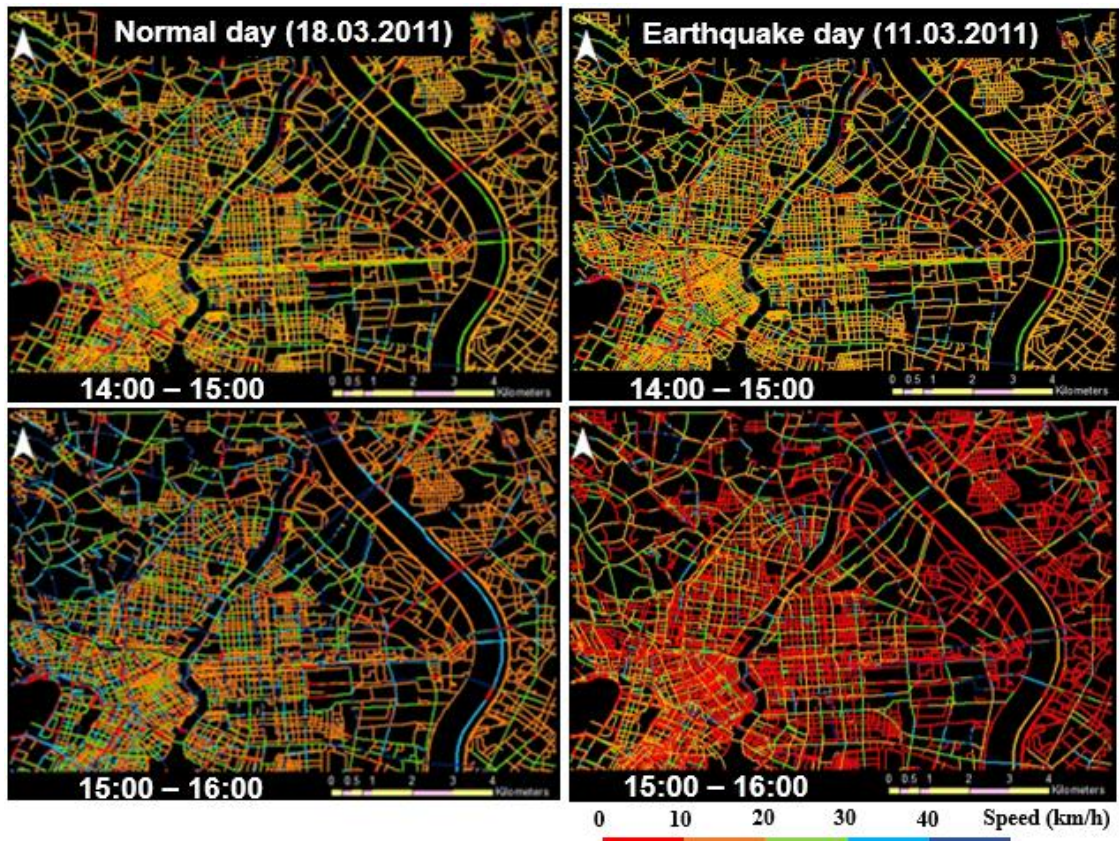 Normal day (18.03.2011)
Earthquake day (11.03.2011)
14:00 – 15:00
0 0.5 1 2 3 4
Kilometers
14:00 – 15:00
0 0.5 1 2 3 4
Kilometers
15:00 – 16:00
0 0.5 1 2 3 4
Kilometers
15:00 – 16:00
0 0.5 1 2 3 4
Kilometers
0 10 20 30 40 Speed (km/h)